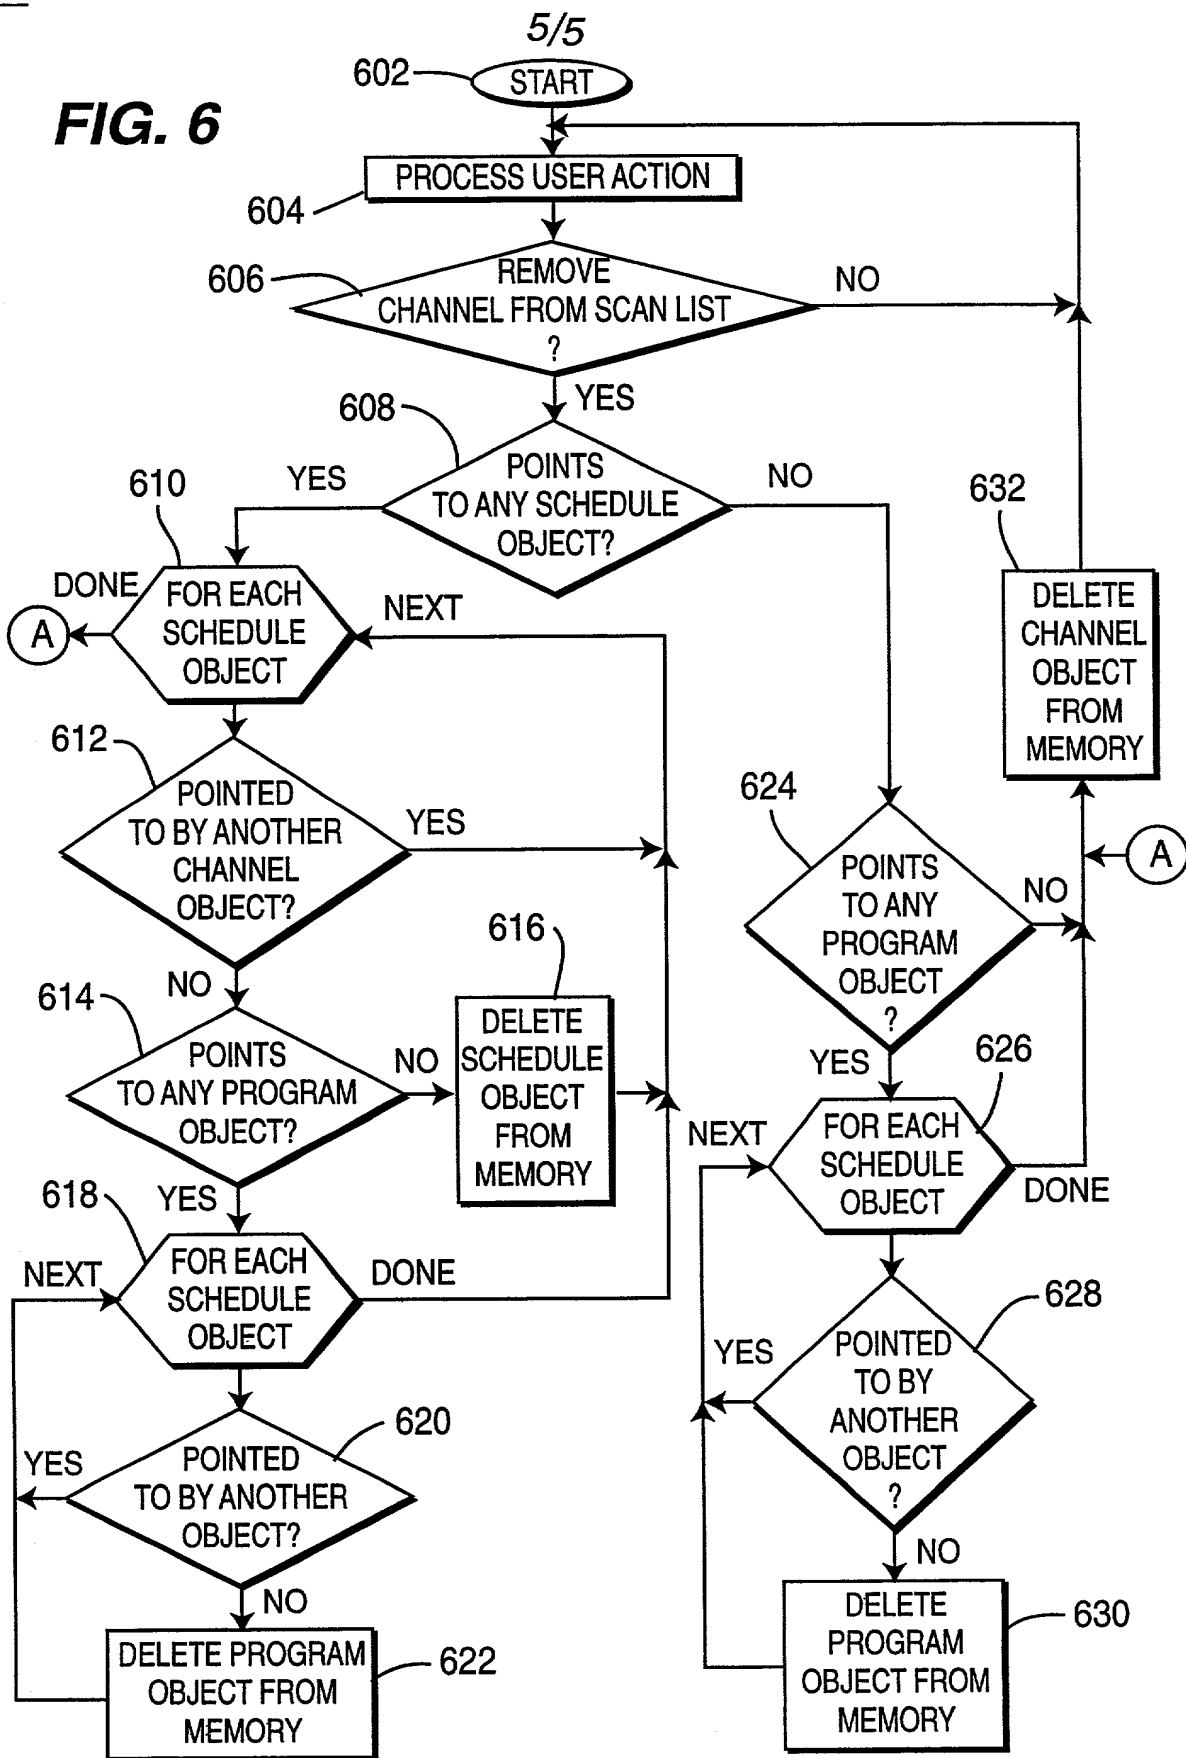 5/5
602
START
FIG. 6
PROCESS USER ACTION
604
606
REMOVE
CHANNEL FROM SCAN LIST
?
NO
YES
608
POINTS
TO ANY SCHEDULE
OBJECT?
YES
NO
610
632
DONE
A
FOR EACH
SCHEDULE
OBJECT
NEXT
DELETE
CHANNEL
OBJECT
FROM
MEMORY
612
POINTED
TO BY ANOTHER
CHANNEL
OBJECT?
YES
NO
624
POINTS
TO ANY
PROGRAM
OBJECT
?
NO
A
YES
614
POINTS
TO ANY PROGRAM
OBJECT?
NO
616
DELETE
SCHEDULE
OBJECT
FROM
MEMORY
YES
626
NEXT
FOR EACH
SCHEDULE
OBJECT
DONE
618
NEXT
FOR EACH
SCHEDULE
OBJECT
DONE
628
YES
POINTED
TO BY
ANOTHER
OBJECT
?
NO
620
YES
POINTED
TO BY ANOTHER
OBJECT?
NO
DELETE PROGRAM
OBJECT FROM
MEMORY
622
DELETE
PROGRAM
OBJECT FROM
MEMORY
630